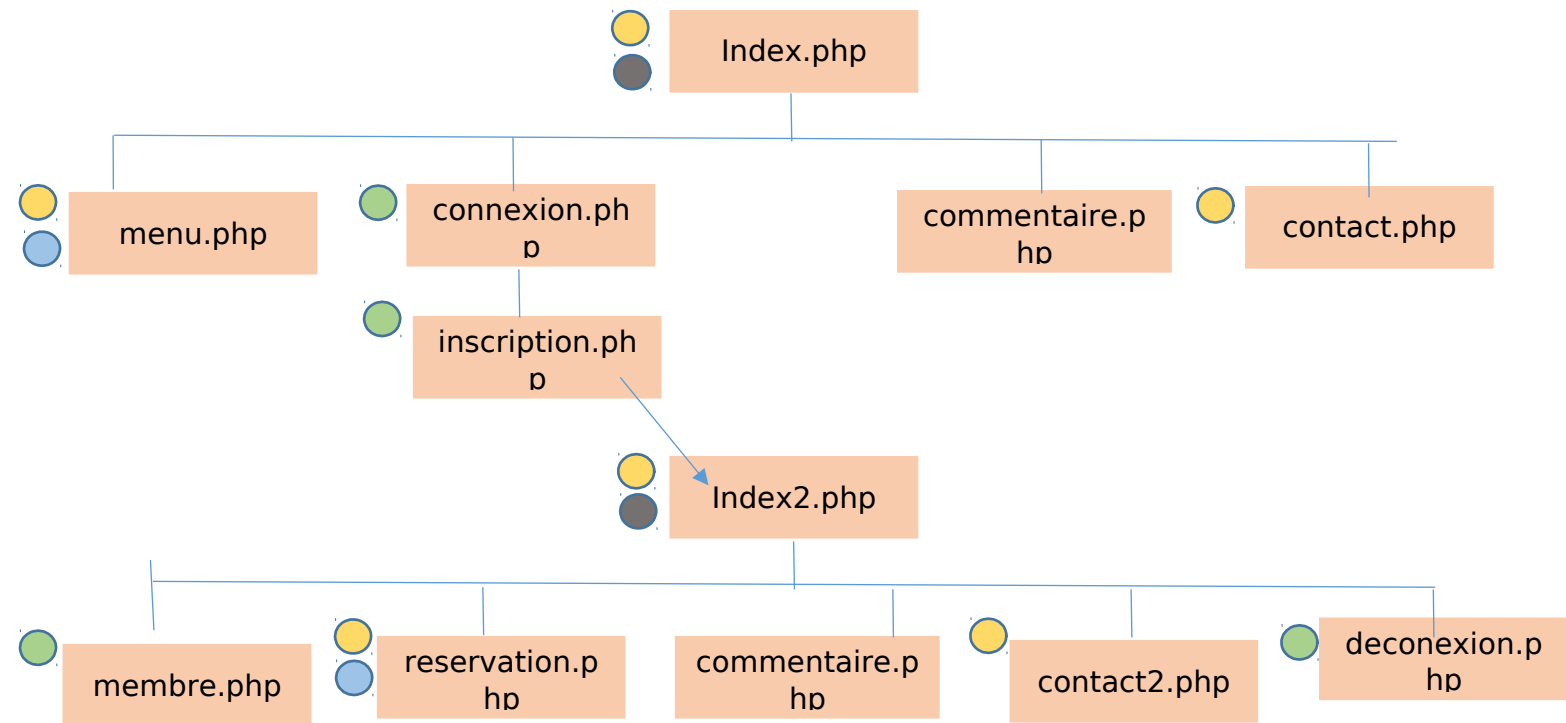 Index.php
menu.php
connexion.ph
p
commentaire.p
hp
contact.php
inscription.ph
p
Index2.php
membre.php
reservation.p
hp
commentaire.p
hp
contact2.php
deconexion.p
hp